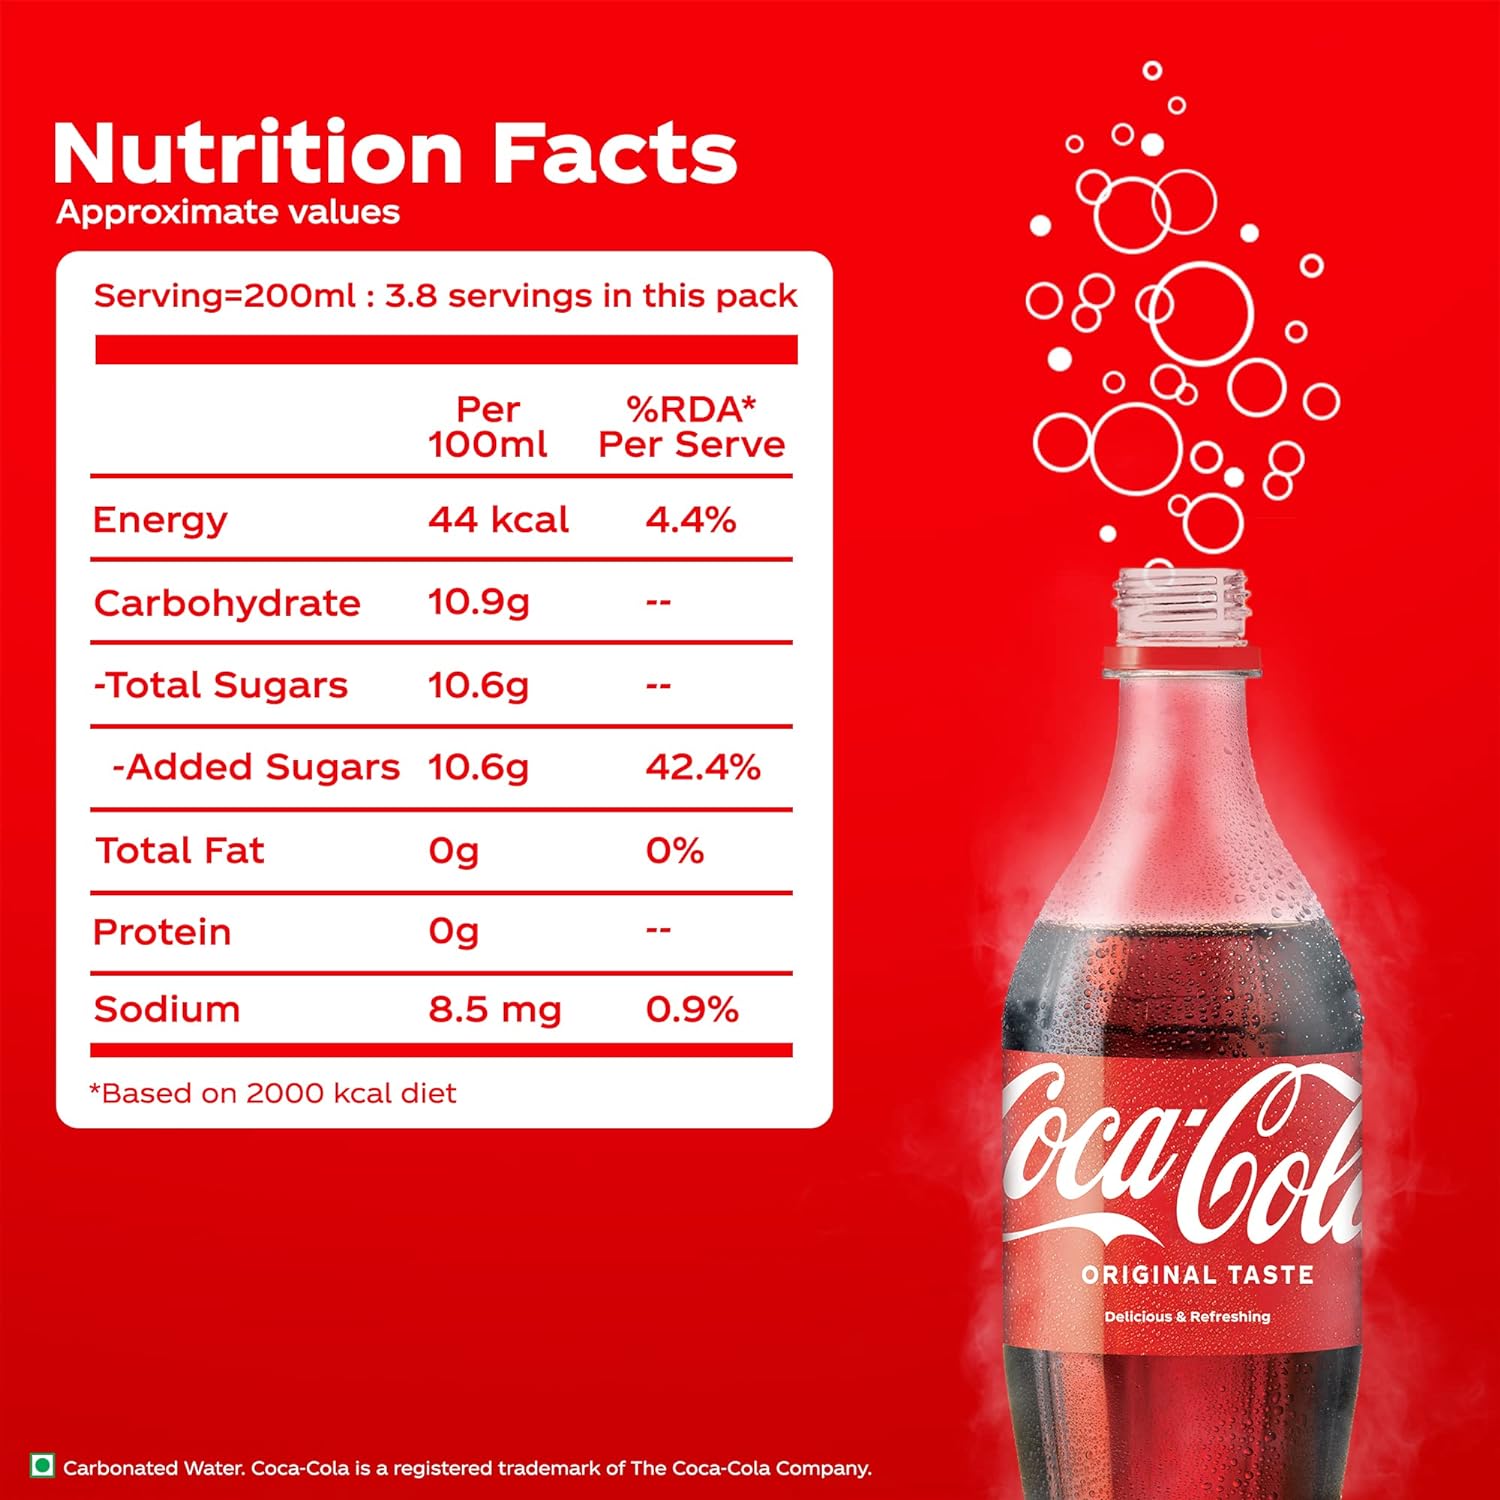 Nutrition Facts
Approximate values
Serving=200ml : 3.8 servings in this pack
Per 100ml %RDA* Per Serve
Energy 44 kcal 4.4%
Carbohydrate 10.9g --
-Total Sugars 10.6g --
-Added Sugars 10.6g 42.4%
Total Fat 0g 0%
Protein 0g --
Sodium 8.5 mg 0.9%
*Based on 2000 kcal diet
Coca-Cola
ORIGINAL TASTE
Delicious & Refreshing
Carbonated Water. Coca-Cola is a registered trademark of The Coca-Cola Company.